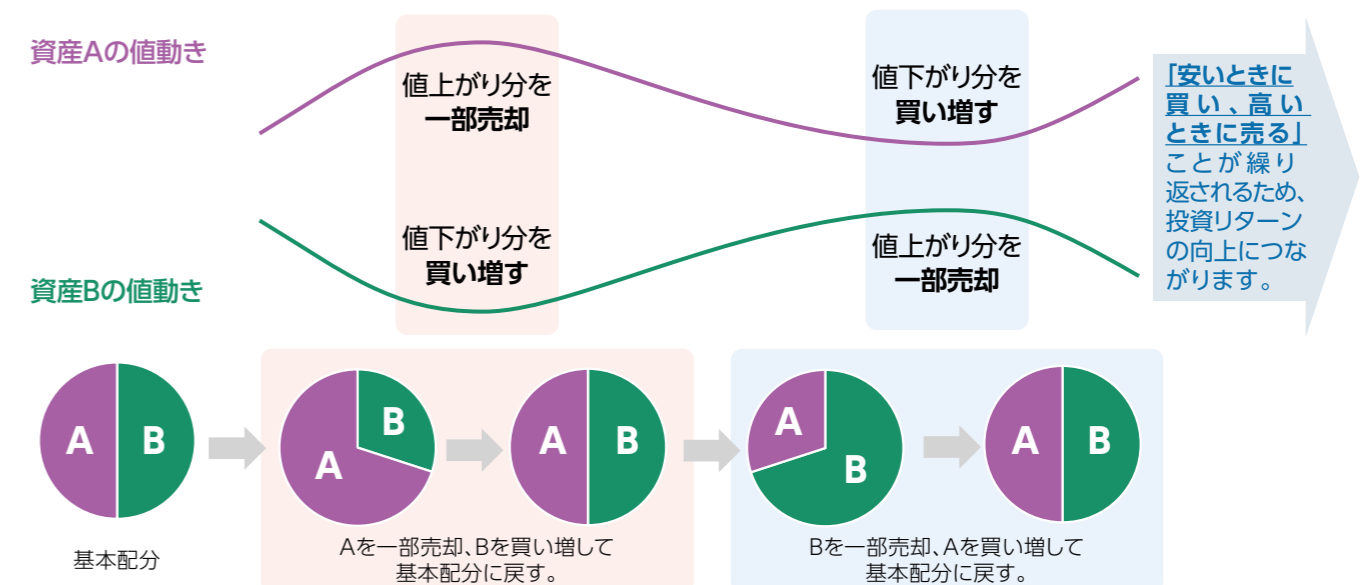 資産Aの値動き
値上がり分を
一部売却
値下がり分を
買い増す
「安いときに
買い、高い
ときに売る」
ことが繰り
返されるため、
投資リターン
の向上につな
がります。
資産Bの値動き
値下がり分を
買い増す
値上がり分を
一部売却
A
B
B
A
A
B
A
B
A
B
基本配分
Aを一部売却、Bを買い増して
基本配分に戻す。
Bを一部売却、Aを買い増して
基本配分に戻す。